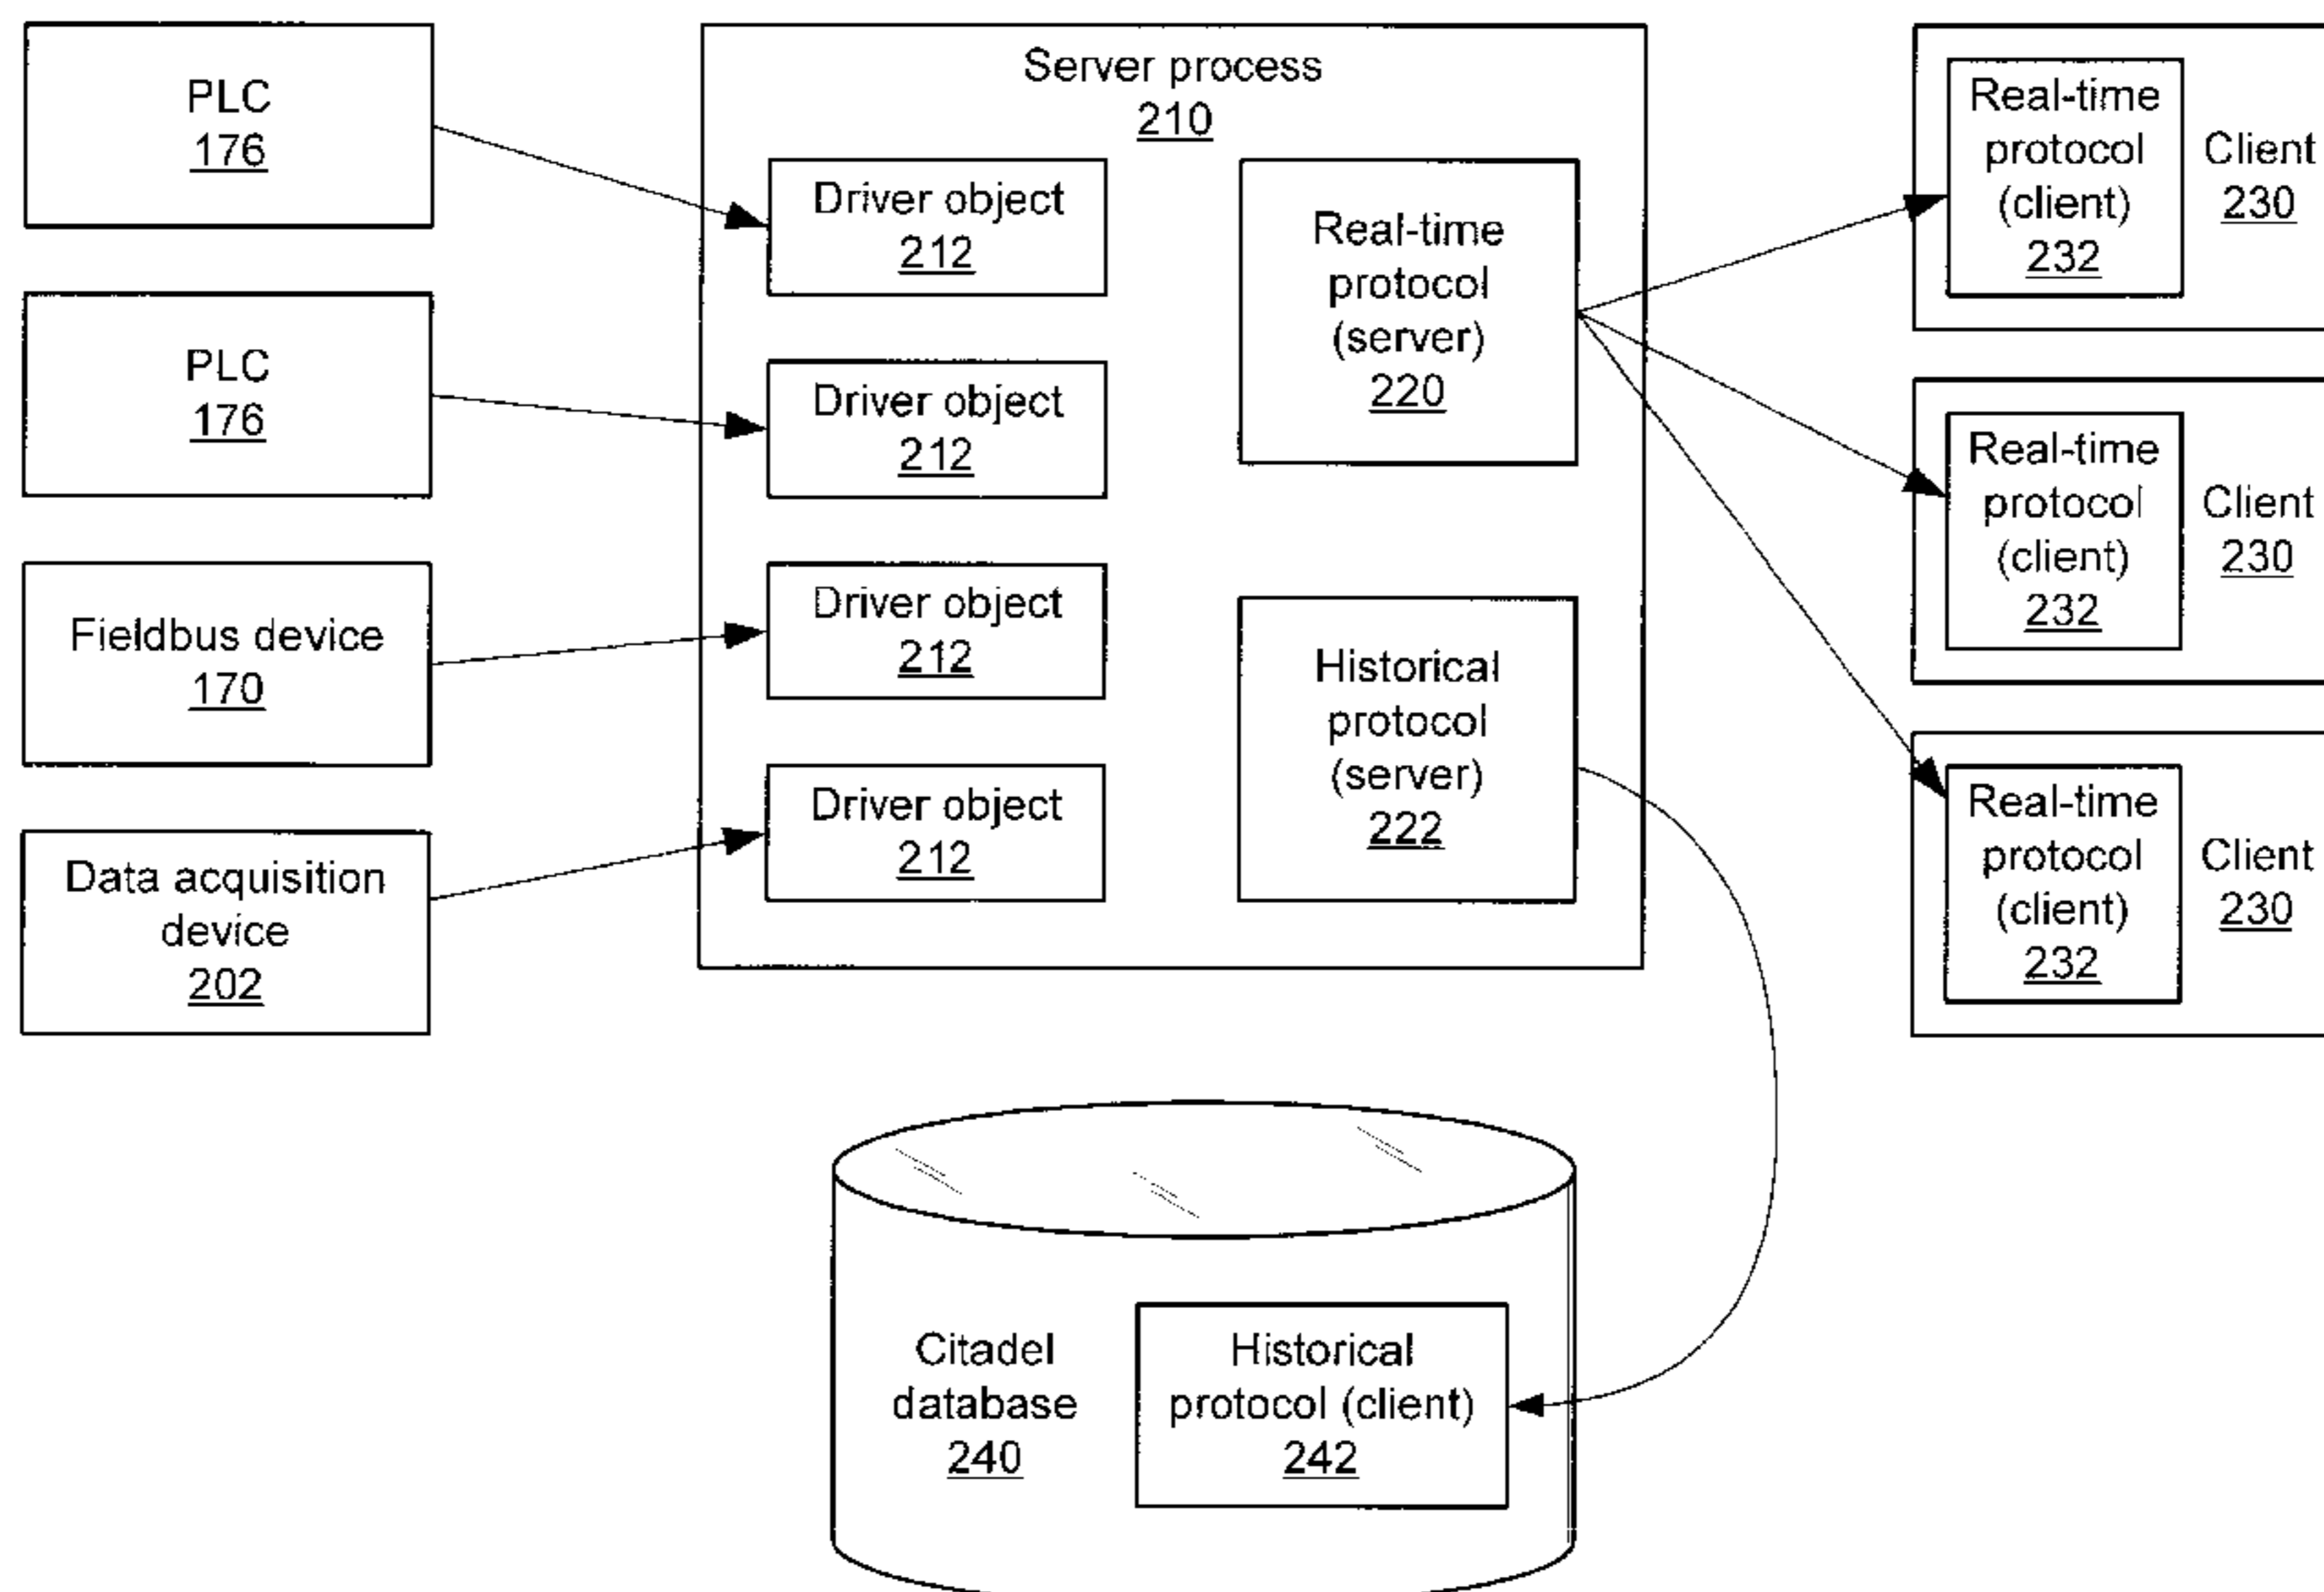 PLC
176
PLC
176
Fieldbus device
170
Data acquisition
device
202
Server process
210
Driver object
212
Driver object
212
Driver object
212
Driver object
212
Real-time
protocol
(server)
220
Historical
protocol
(server)
222
Real-time
protocol
(client)
232
Client
230
Real-time
protocol
(client)
232
Client
230
Real-time
protocol
(client)
232
Client
230
Citadel
database
240
Historical
protocol (client)
242